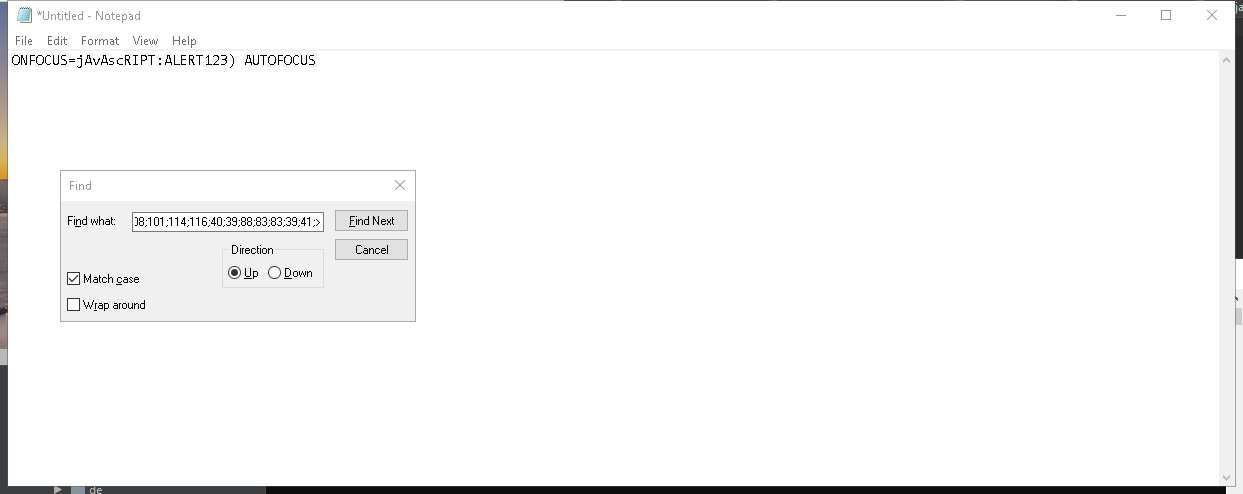 *Untitled - Notepad
File Edit Format View Help
ONFOCUS=jAvAscRIPT:ALERT123) AUTOFOCUS
Find
Find what: 08;101;114;116;40;39;88;83;83;39;41;> Find Next
Direction Cancel
Up Down
Match case
Wrap around
de